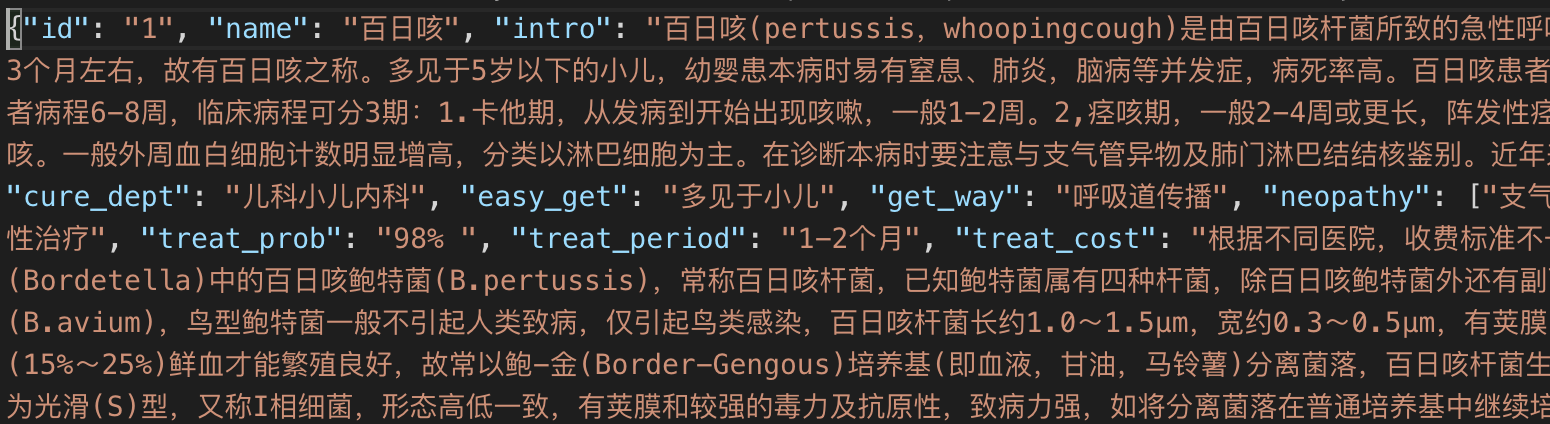 {"id": "1", "name": "百日咳", "intro": "百日咳(pertussis, whoopingcough)是由百日咳杆菌所致的急性呼
3个月左右，故有百日咳之称。多见于5岁以下的小儿，幼婴患本病时易有窒息、肺炎，脑病等并发症，病死率高。百日咳患者
者病程6-8周，临床病程可分3期：1.卡他期，从发病到开始出现咳嗽，一般1-2周。2,痉咳期，一般2-4周或更长，阵发性痉
咳。一般外周血白细胞计数明显增高，分类以淋巴细胞为主。在诊断本病时要注意与支气管异物及肺门淋巴结结核鉴别。近年
"cure_dept": "儿科小儿内科", "easy_get": "多见于小儿", "get_way": "呼吸道传播", "neopathy": ["支气
性治疗", "treat_prob": "98% ", "treat_period": "1-2个月", "treat_cost": "根据不同医院，收费标准不
(Bordetella)中的百日咳鲍特菌(B.pertussis)，常称百日咳杆菌，已知鲍特菌属有四种杆菌，除百日咳鲍特菌外还有副
(B.avium)，鸟型鲍特菌一般不引起人类致病，仅引起鸟类感染，百日咳杆菌长约1.0～1.5μm，宽约0.3～0.5μm，有荚膜
(15%～25%)鲜血才能繁殖良好，故常以鲍-金(Border-Gengous)培养基(即血液，甘油，马铃薯)分离菌落，百日咳杆菌生
为光滑(S)型，又称I相细菌，形态高低一致，有荚膜和较强的毒力及抗原性，致病力强，如将分离菌落在普通培养基中继续培